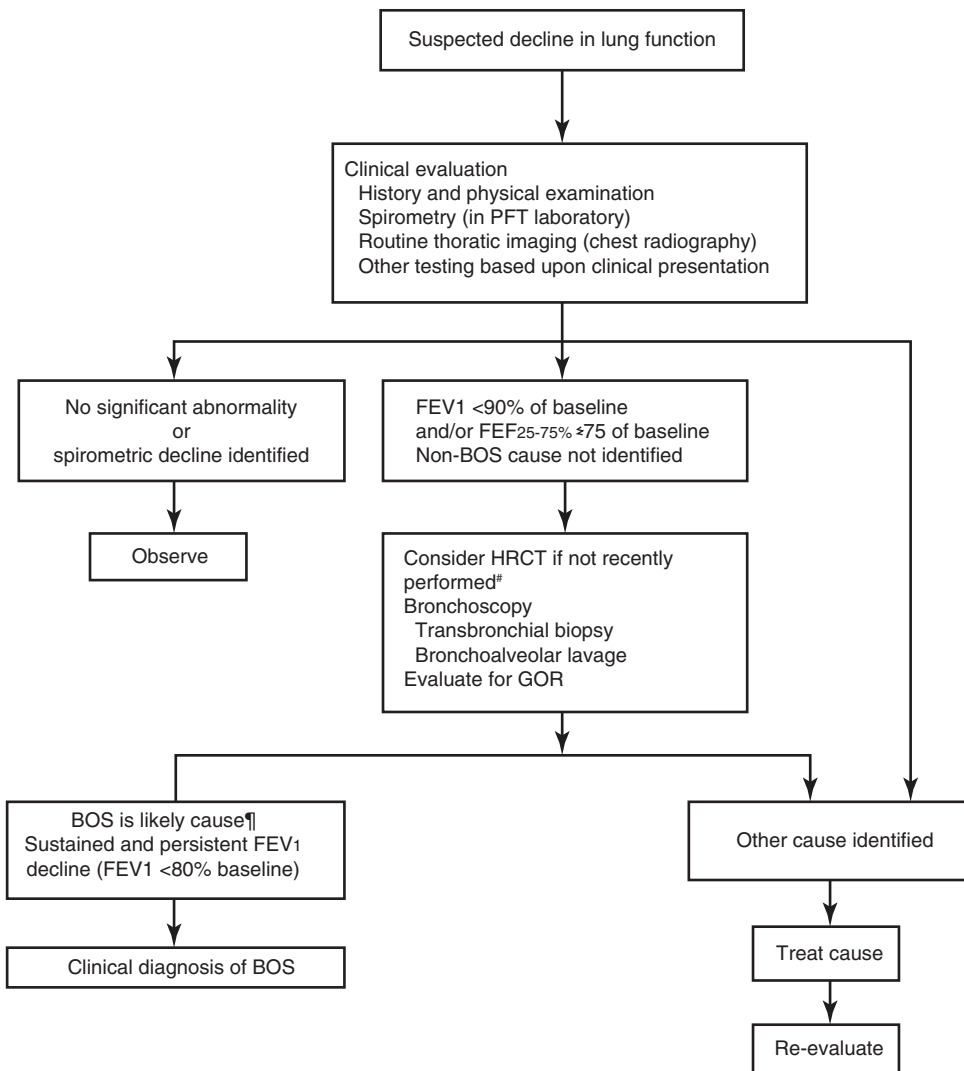 Suspected decline in lung function
Clinical evaluation
History and physical examination
Spirometry (in PFT laboratory)
Routine thoratic imaging (chest radiography)
Other testing based upon clinical presentation
No significant abnormality
or
spirometric decline identified
FEV1 <90% of baseline
and/or FEF25-75% ≤75 of baseline
Non-BOS cause not identified
Observe
Consider HRCT if not recently
performed#
Bronchoscopy
Transbronchial biopsy
Bronchoalveolar lavage
Evaluate for GOR
BOS is likely cause¶
Sustained and persistent FEV1
decline (FEV1 <80% baseline)
Other cause identified
Clinical diagnosis of BOS
Treat cause
Re-evaluate